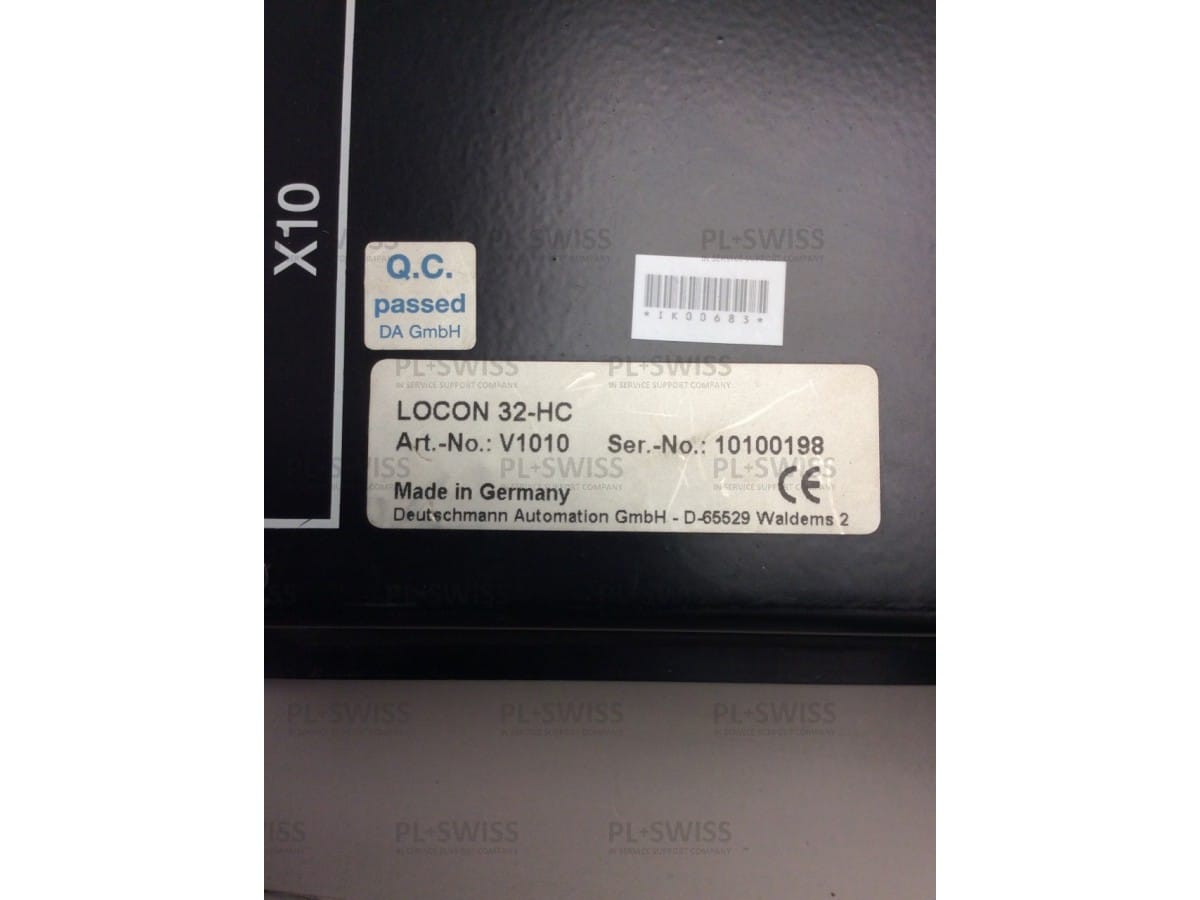 X10
Q.C.
passed
DA GmbH
*IK00683*
LOCON 32-HC
Art.-No.: V1010 Ser.-No.: 10100198
CE
Made in Germany
Deutschmann Automation GmbH - D-65529 Waldems 2
PL+SWISS
IN SERVICE SUPPORT COMPANY